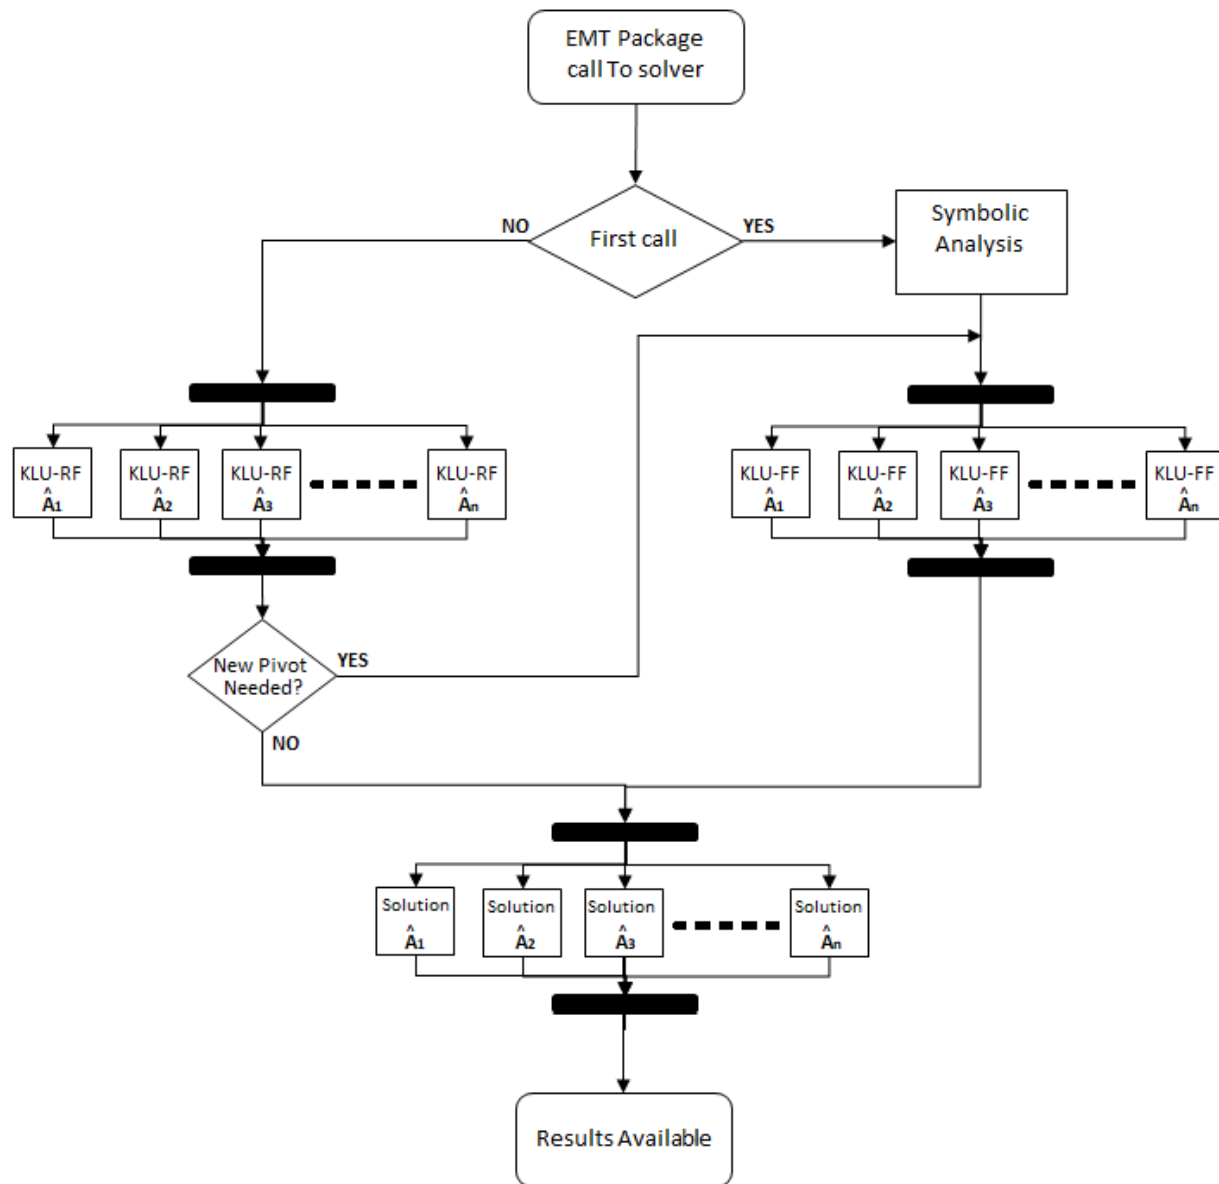 EMT Package
call To solver
First call
NO
YES
Symbolic
Analysis
KLU-RF
Â1
KLU-RF
Â2
KLU-RF
Â3
KLU-RF
Ân
KLU-FF
Â1
KLU-FF
Â2
KLU-FF
Â3
KLU-FF
Ân
New Pivot
Needed?
YES
NO
Solution
Â1
Solution
Â2
Solution
Â3
Solution
Ân
Results Available